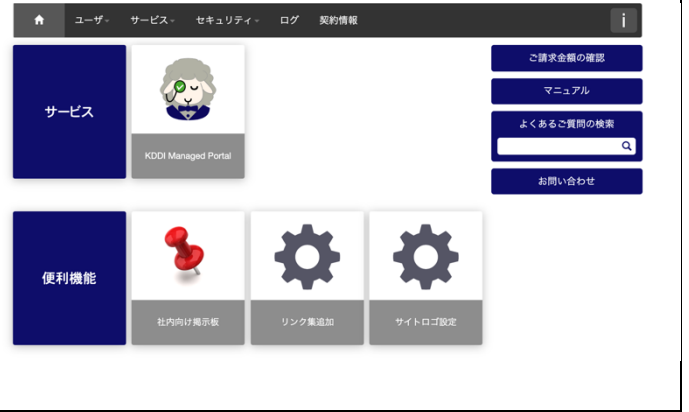 ユーザ
サービス
セキュリティ
ログ
契約情報
i
サービス
KDDI Managed Portal
ご請求金額の確認
マニュアル
よくあるご質問の検索
お問い合わせ
便利機能
社内向け掲示板
リンク集追加
サイトロゴ設定